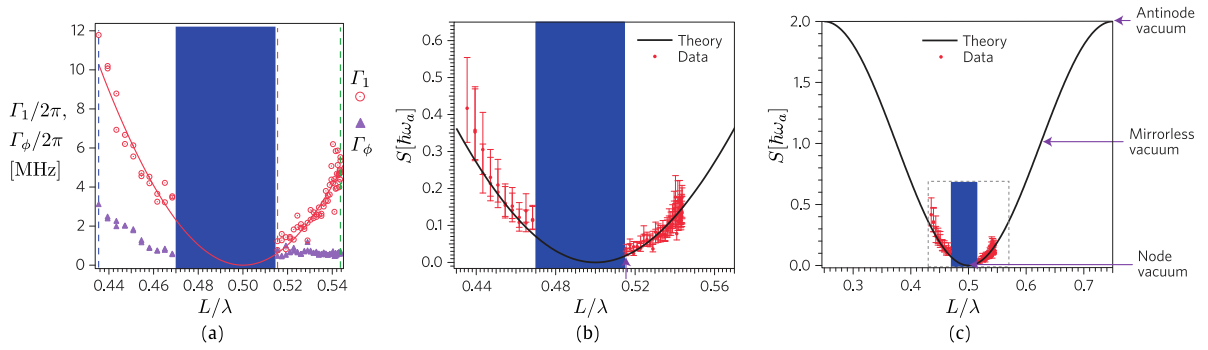 12
10
8
6
4
2
0
Γ₁/2π,
Γϕ/2π
[MHz]
0.44
0.46
0.48
0.50
0.52
0.54
L/λ
Γ₁
Γϕ
(a)
0.6
0.5
0.4
0.3
0.2
0.1
0.0
S[ħωₐ]
Theory
Data
0.44
0.46
0.48
0.50
0.52
0.56
L/λ
(b)
2.0
1.5
1.0
0.5
0.0
S[ħωₐ]
Theory
Data
0.3
0.4
0.5
0.6
0.7
L/λ
(c)
Antinode
vacuum
Mirrorless
vacuum
Node
vacuum